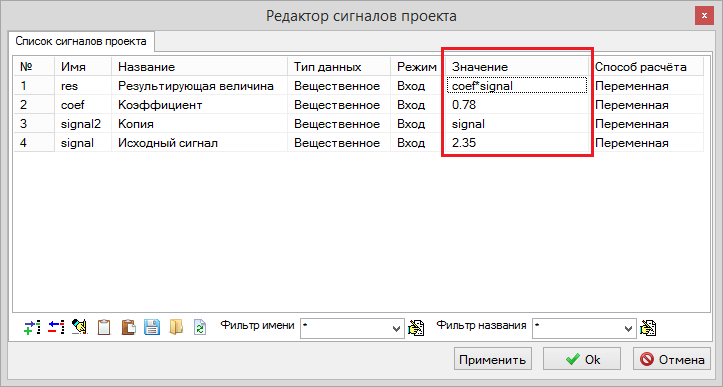 Редактор сигналов проекта
x
Список сигналов проекта
№ Имя Название Тип данных Режим Значение Способ расчёта
1 res Результирующая величина Вещественное Вход coef*signal Переменная
2 coef Коэффициент Вещественное Вход 0.78 Переменная
3 signal2 Копия Вещественное Вход signal Переменная
4 signal Исходный сигнал Вещественное Вход 2.35 Переменная
Фильтр имени * Фильтр названия *
Применить Ok Отмена